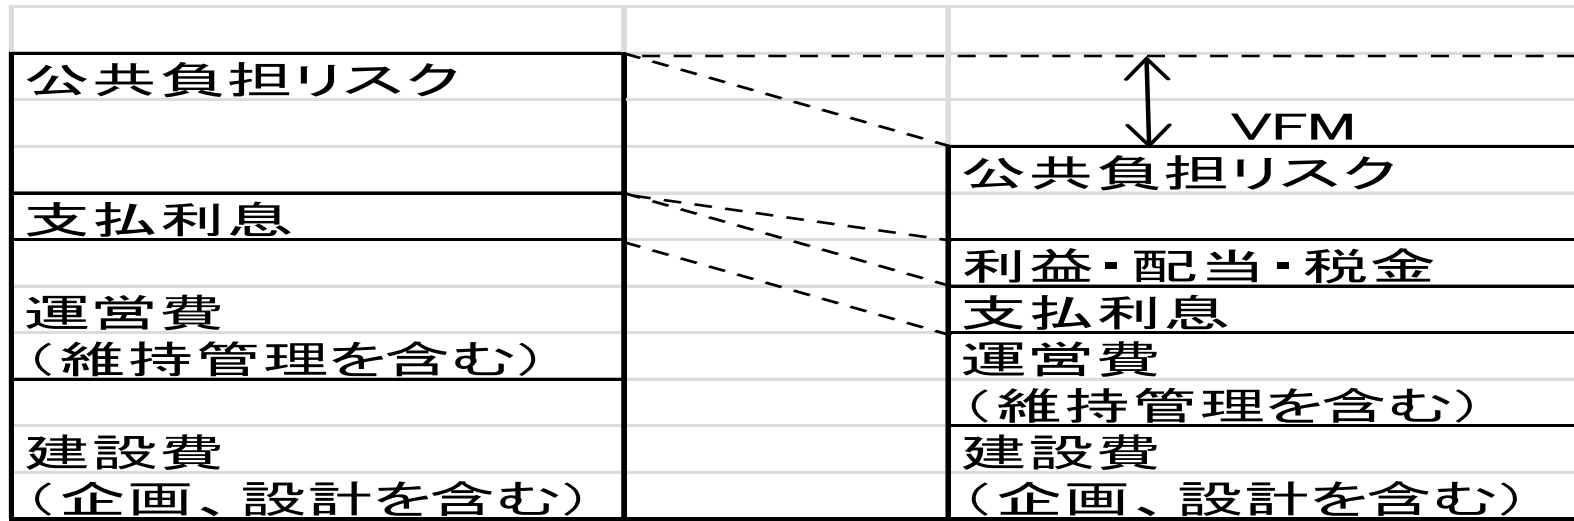 公共負担リスク
支払利息
運営費
（維持管理を含む）
建設費
（企画、設計を含む）
VFM
公共負担リスク
利益・配当・税金
支払利息
運営費
（維持管理を含む）
建設費
（企画、設計を含む）